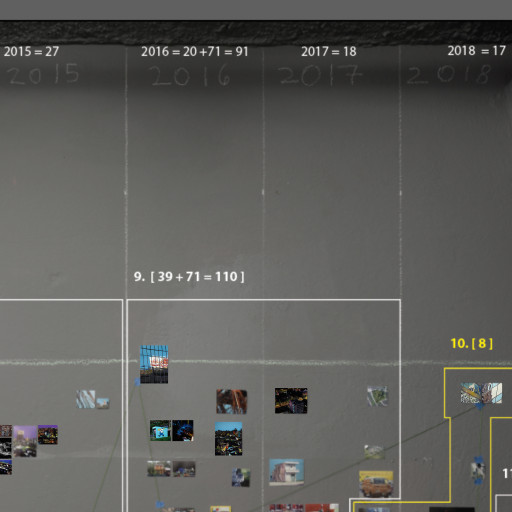 2015 = 27
2016 = 20 +71 = 91
2017 = 18
2018 = 17
2015
2016
2017
2018
9. [ 39 + 71 = 110 ]
10. [ 8 ]